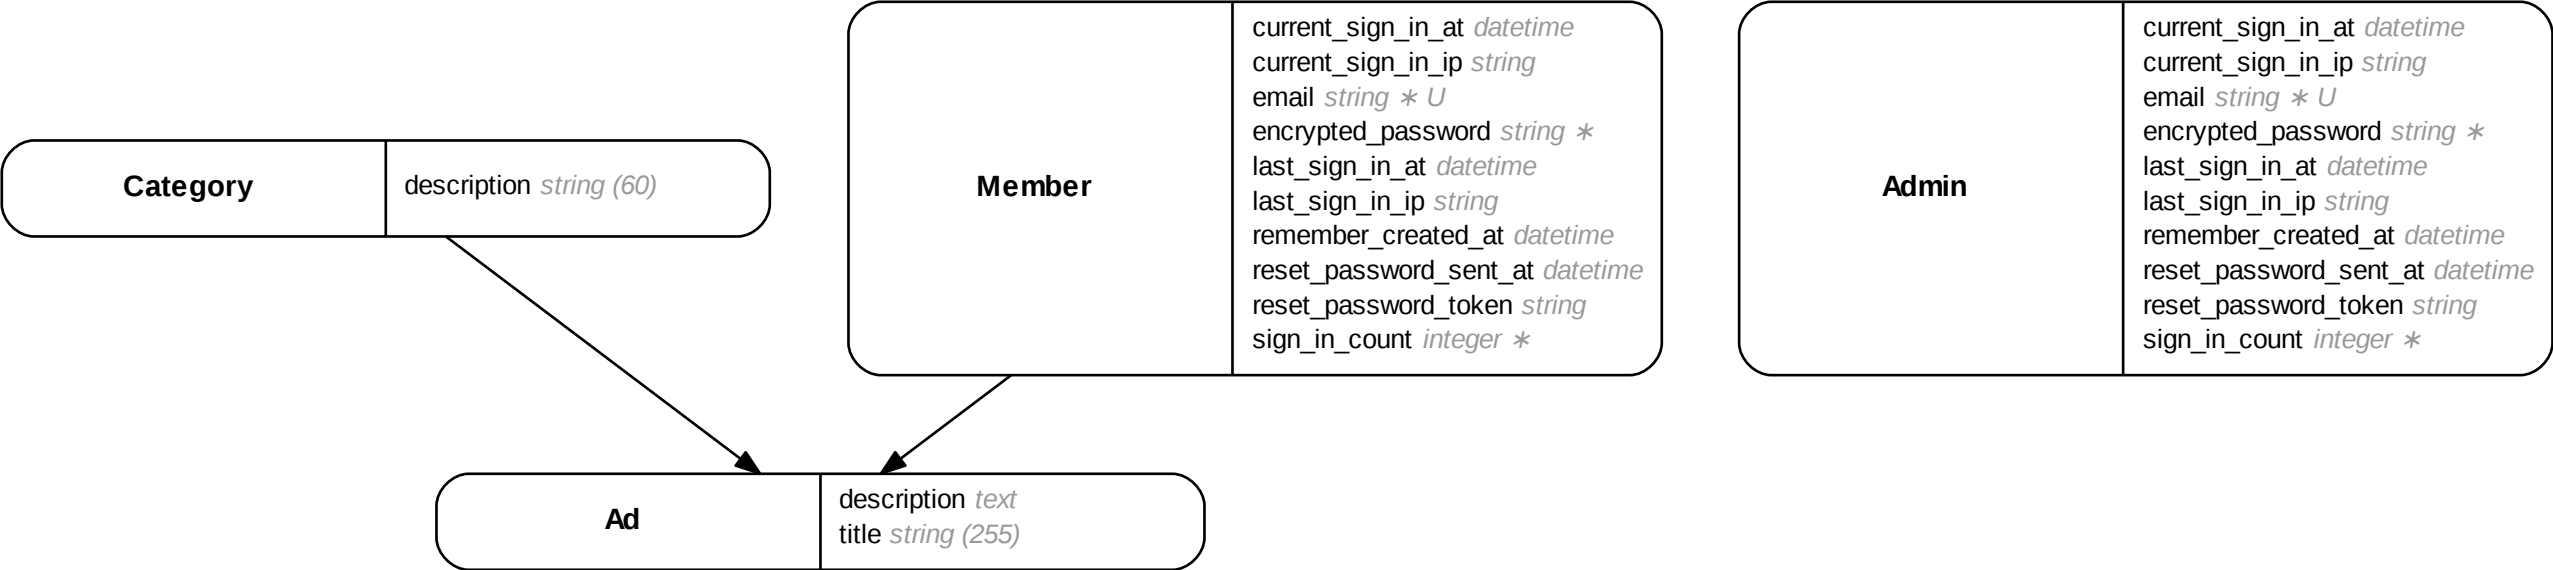 Category
description string (60)
Member
current_sign_in_at datetime
current_sign_in_ip string
email string ∗ U
encrypted_password string ∗
last_sign_in_at datetime
last_sign_in_ip string
remember_created_at datetime
reset_password_sent_at datetime
reset_password_token string
sign_in_count integer ∗
Admin
current_sign_in_at datetime
current_sign_in_ip string
email string ∗ U
encrypted_password string ∗
last_sign_in_at datetime
last_sign_in_ip string
remember_created_at datetime
reset_password_sent_at datetime
reset_password_token string
sign_in_count integer ∗
Ad
description text
title string (255)